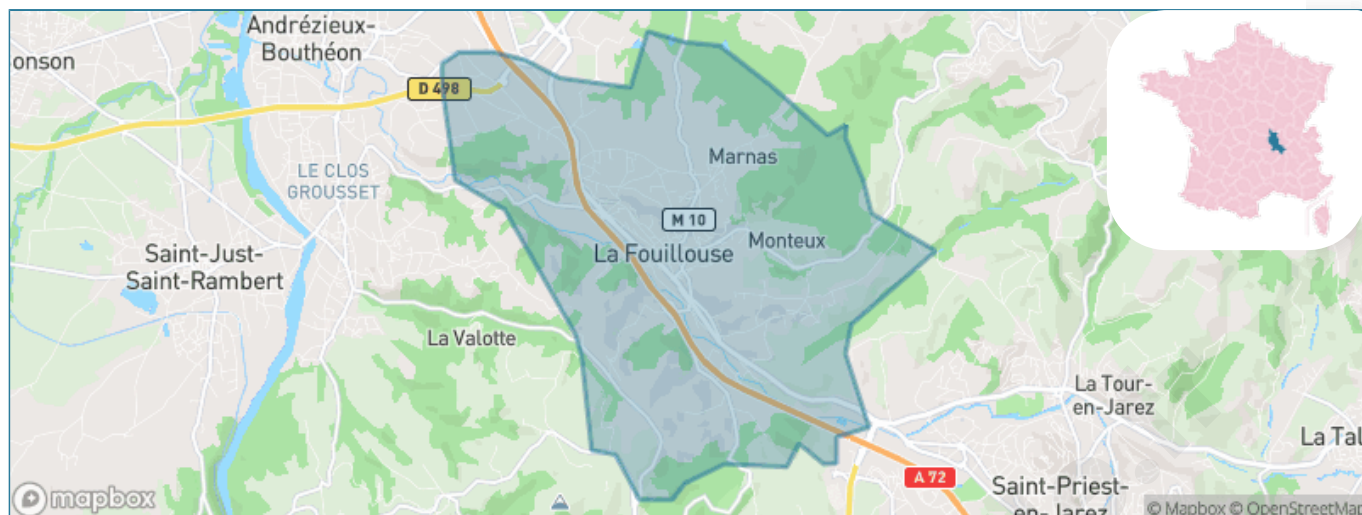 Andrézieux-
Bouthéon
onson
D 498
Marnas
LE CLOS
GROUSSET
M 10
Monteux
La Fouillouse
Saint-Just-
Saint-Rambert
La Valotte
La Tour-
en-Jarez
La Tal
A 72
Saint-Priest-
en-Jarez
mapbox
© Mapbox © OpenStreetMap